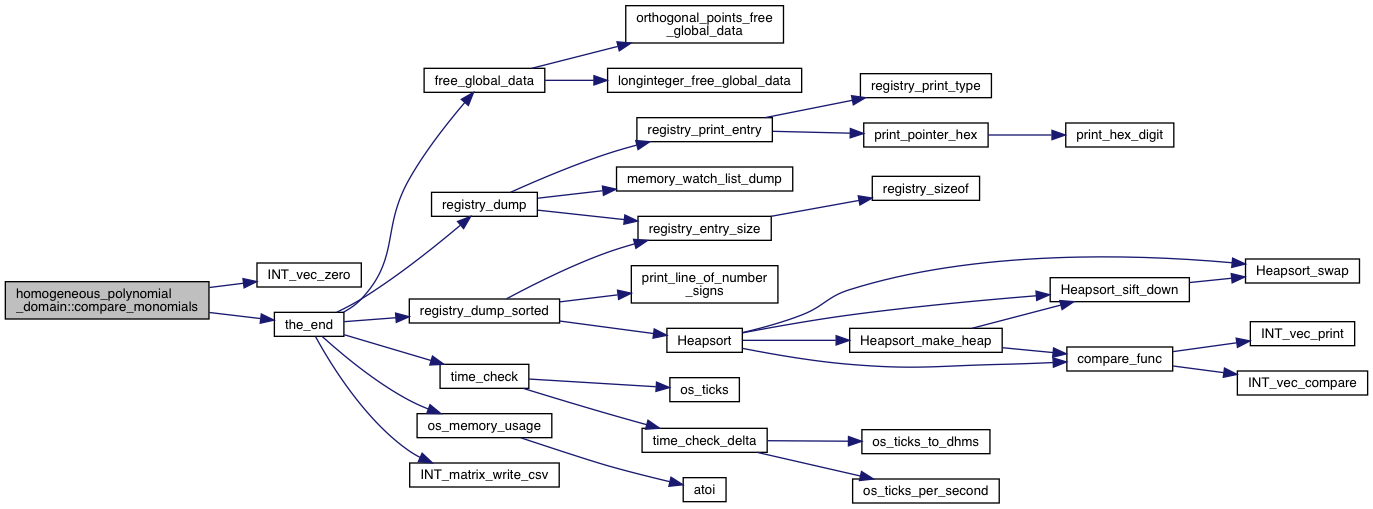 orthogonal_points_free
_global_data
free_global_data
longinteger_free_global_data
registry_print_type
registry_print_entry
print_pointer_hex
print_hex_digit
memory_watch_list_dump
registry_sizeof
registry_dump
registry_entry_size
INT_vec_zero
homogeneous_polynomial
_domain::compare_monomials
the_end
print_line_of_number
_signs
Heapsort_swap
Heapsort_sift_down
registry_dump_sorted
Heapsort
Heapsort_make_heap
INT_vec_print
compare_func
INT_vec_compare
time_check
os_ticks
os_memory_usage
time_check_delta
os_ticks_to_dhms
INT_matrix_write_csv
atoi
os_ticks_per_second